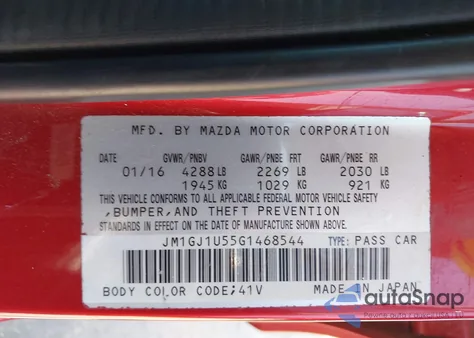 MFD. BY MAZDA MOTOR CORPORATION
GVWR/PNBV GAWR/PNBE FRT GAWR/PNBE RR
01/16 4288 LB 2269 LB 2030 LB
1945 KG 1029 KG 921 KG
THIS VEHICLE CONFORMS TO ALL APPLICABLE FEDERAL MOTOR VEHICLE SAFETY
,BUMPER,AND THEFT PREVENTION
STANDARDS IN EFFECT ON THE DATE OF MANUFACTURE SHOWN ABOVE.
JM1GJ1U55G1468544 TYPE: PASS CAR
BODY COLOR CODE;41V MADE IN JAPAN
autoSnap